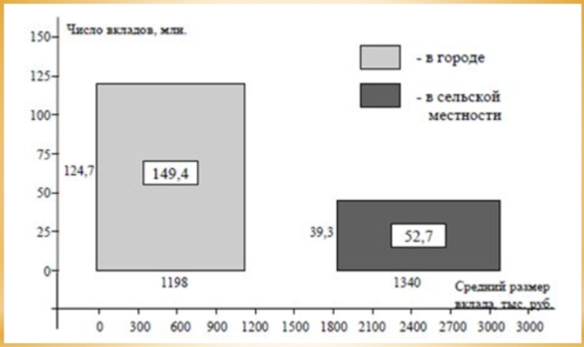 Число вкладов, млн.
150
125
100
75
50
25
0
124,7
149,4
1198
39,3
52,7
1340
- в городе
- в сельской
местности
Средний размер
вклада, тыс. руб.
0 300 600 900 1200 1500 1800 2100 2400 2700 3000 3000